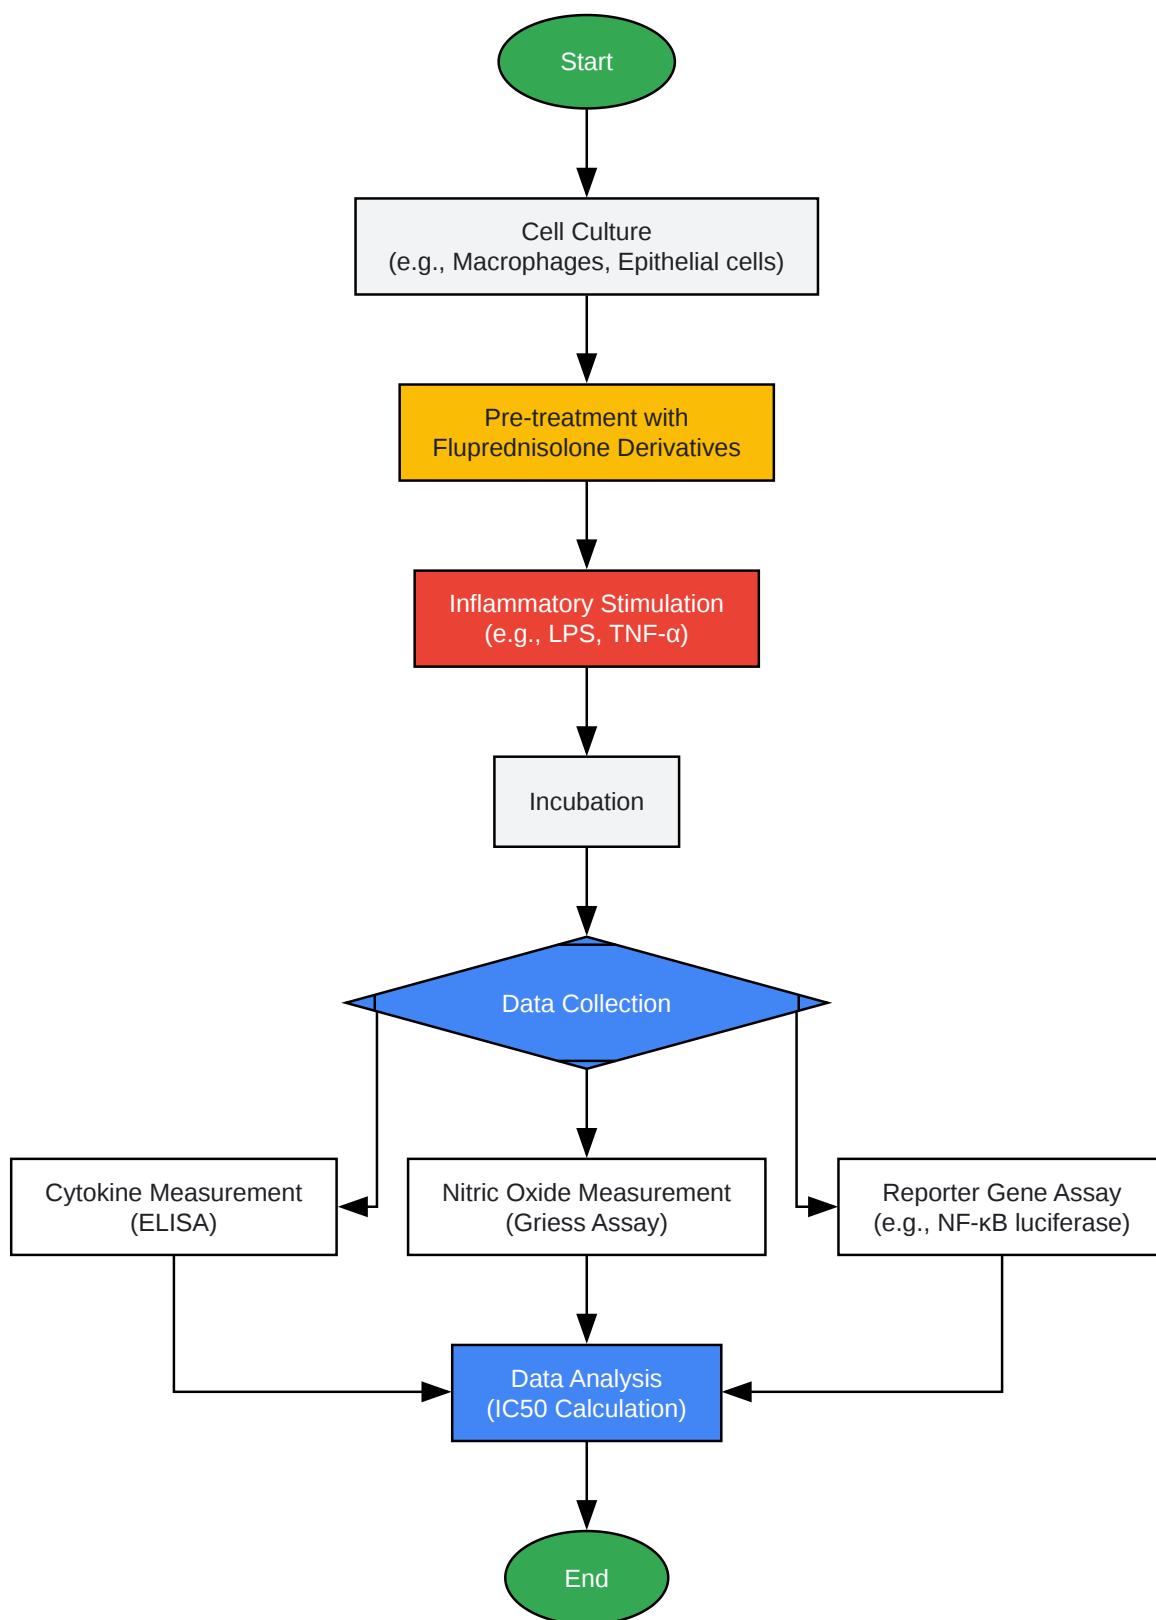 Start
Cell Culture
(e.g., Macrophages, Epithelial cells)
Pre-treatment with
Fluprednisolone Derivatives
Inflammatory Stimulation
(e.g., LPS, TNF-α)
Incubation
Data Collection
Cytokine Measurement
(ELISA)
Nitric Oxide Measurement
(Griess Assay)
Reporter Gene Assay
(e.g., NF-κB luciferase)
Data Analysis
(IC50 Calculation)
End